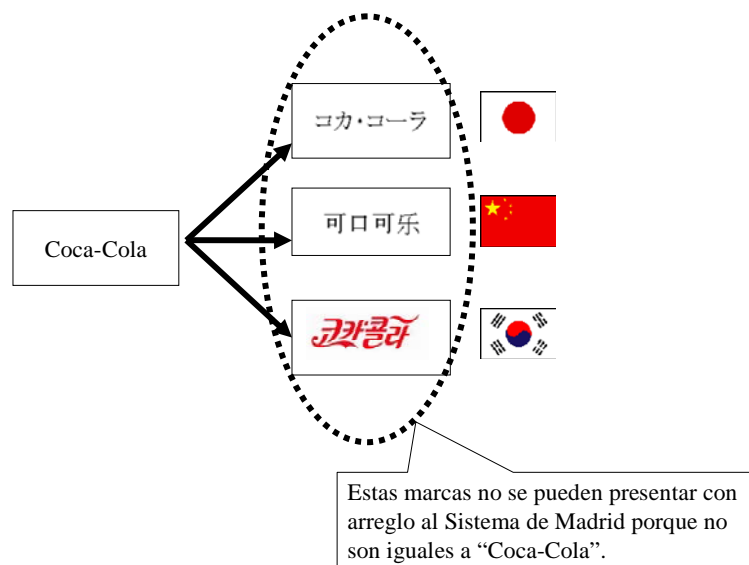 コカ・コーラ
可口可乐
Coca-Cola
코카콜라
Estas marcas no se pueden presentar con
arreglo al Sistema de Madrid porque no
son iguales a “Coca-Cola”.